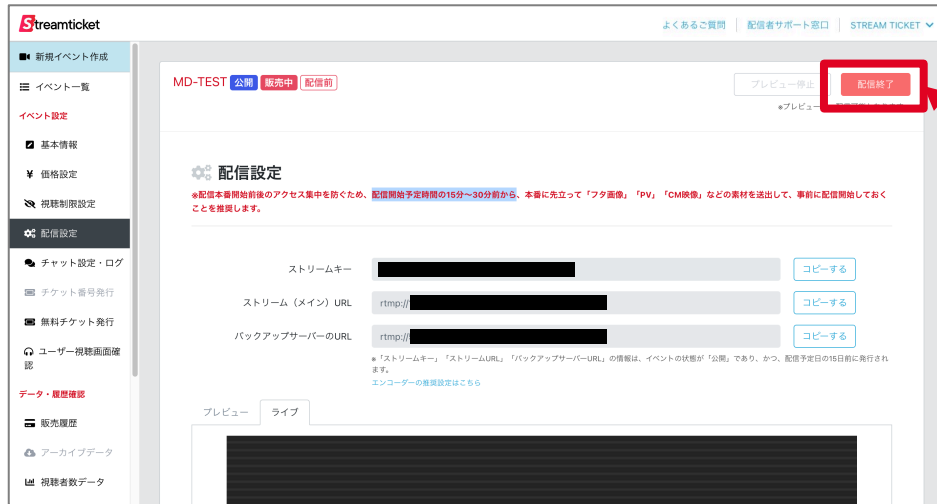 Streamticket
よくあるご質問
配信者サポート窓口
STREAM TICKET
新規イベント作成
イベント一覧
イベント設定
基本情報
価格設定
視聴制限設定
配信設定
チャット設定・ログ
チケット番号発行
無料チケット発行
ユーザー視聴画面確
認
データ・履歴確認
販売履歴
アーカイブデータ
視聴者数データ
MD-TEST 公開 販売中 配信前
プレビュー停止
配信終了
※プレビュー
配信設定
※配信本番開始前後のアクセス集中を防ぐため、配信開始予定時間の15分〜30分前から、本番に先立って「フタ画像」「PV」「CM映像」などの素材を送出して、事前に配信開始しておく
ことを推奨します。
ストリームキー
コピーする
ストリーム（メイン）URL
rtmp://
コピーする
バックアップサーバーのURL
rtmp://
コピーする
※「ストリームキー」「ストリームURL」「バックアップサーバーURL」の情報は、イベントの状態が「公開」であり、かつ、配信予定日の15日前に発行され
ます。
エンコーダーの推奨設定はこちら
プレビュー
ライブ